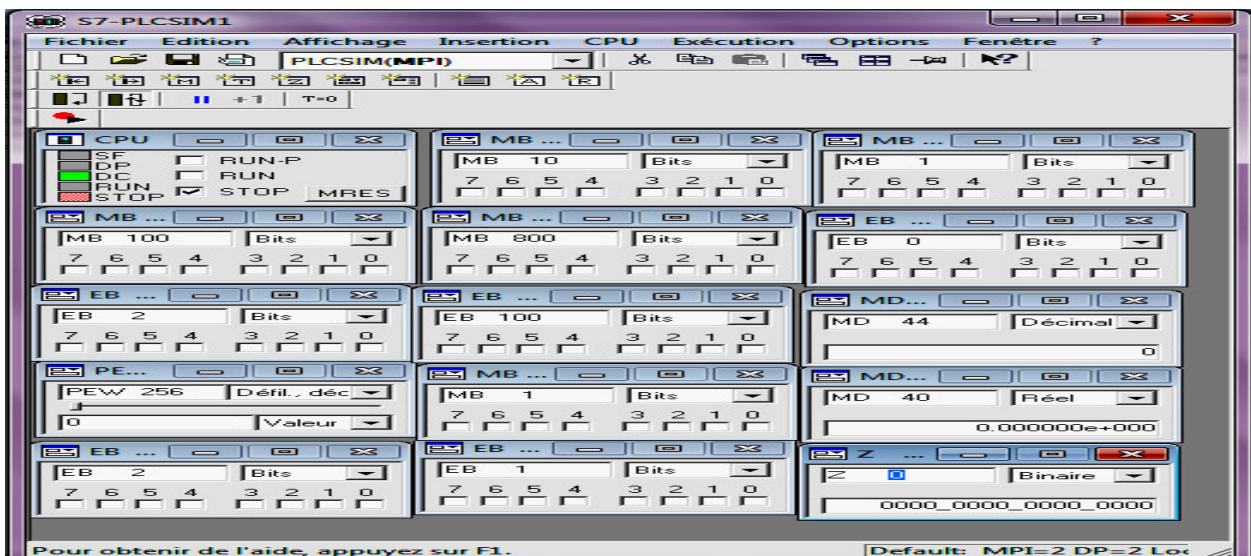 S7-PLCSIM1
Fichier Edition Affichage Insertion CPU Exécution Options Fenêtre ?
PLCSIM(MPI)
+1 T=0
CPU
SF
DP
DC
RUN
STOP
RUN-P
RUN
STOP
MRES
MB ...
MB 10 Bits
7 6 5 4 3 2 1 0
MB ...
MB 1 Bits
7 6 5 4 3 2 1 0
MB ...
MB 100 Bits
7 6 5 4 3 2 1 0
MB ...
MB 800 Bits
7 6 5 4 3 2 1 0
EB ...
EB 0 Bits
7 6 5 4 3 2 1 0
EB ...
EB 2 Bits
7 6 5 4 3 2 1 0
EB ...
EB 100 Bits
7 6 5 4 3 2 1 0
MD...
MD 44 Décimal
0
PE...
PEW 256 Défil., déc
0 Valeur
MB ...
MB 1 Bits
7 6 5 4 3 2 1 0
MD...
MD 40 Réel
0.000000e+000
EB ...
EB 2 Bits
7 6 5 4 3 2 1 0
EB ...
EB 1 Bits
7 6 5 4 3 2 1 0
Z ...
Z 0 Binaire
0000_0000_0000_0000
Pour obtenir de l'aide, appuyez sur F1.
Default: MPI=2 DP=2 Loc